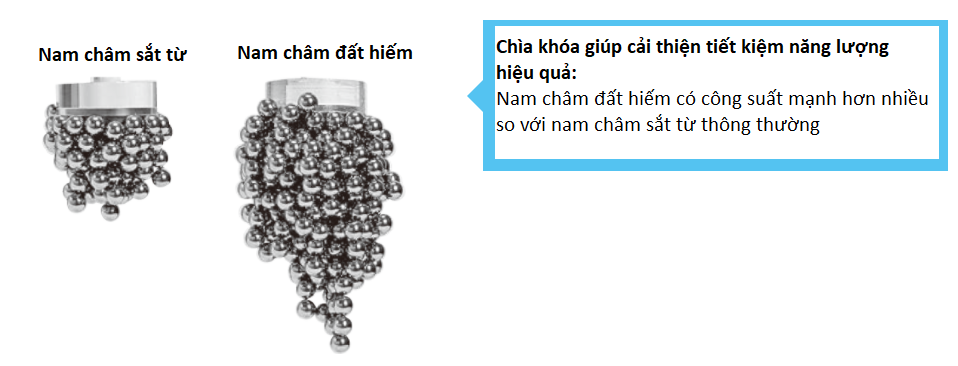 Nam châm sắt từ
Nam châm đất hiếm
Chìa khóa giúp cải thiện tiết kiệm năng lượng
hiệu quả:
Nam châm đất hiếm có công suất mạnh hơn nhiều
so với nam châm sắt từ thông thường